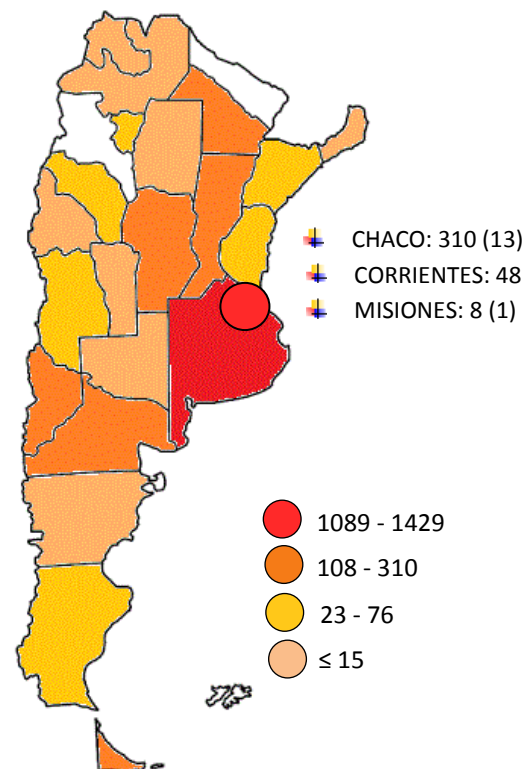 CHACO: 310 (13)
CORRIENTES: 48
MISIONES: 8 (1)
1089 - 1429
108 - 310
23 - 76
≤ 15